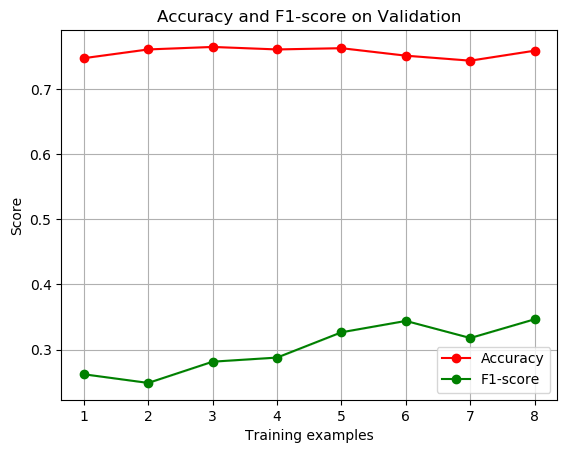 Accuracy and F1-score on Validation
Score
0.7
0.6
0.5
0.4
0.3
Accuracy
F1-score
1 2 3 4 5 6 7 8
Training examples